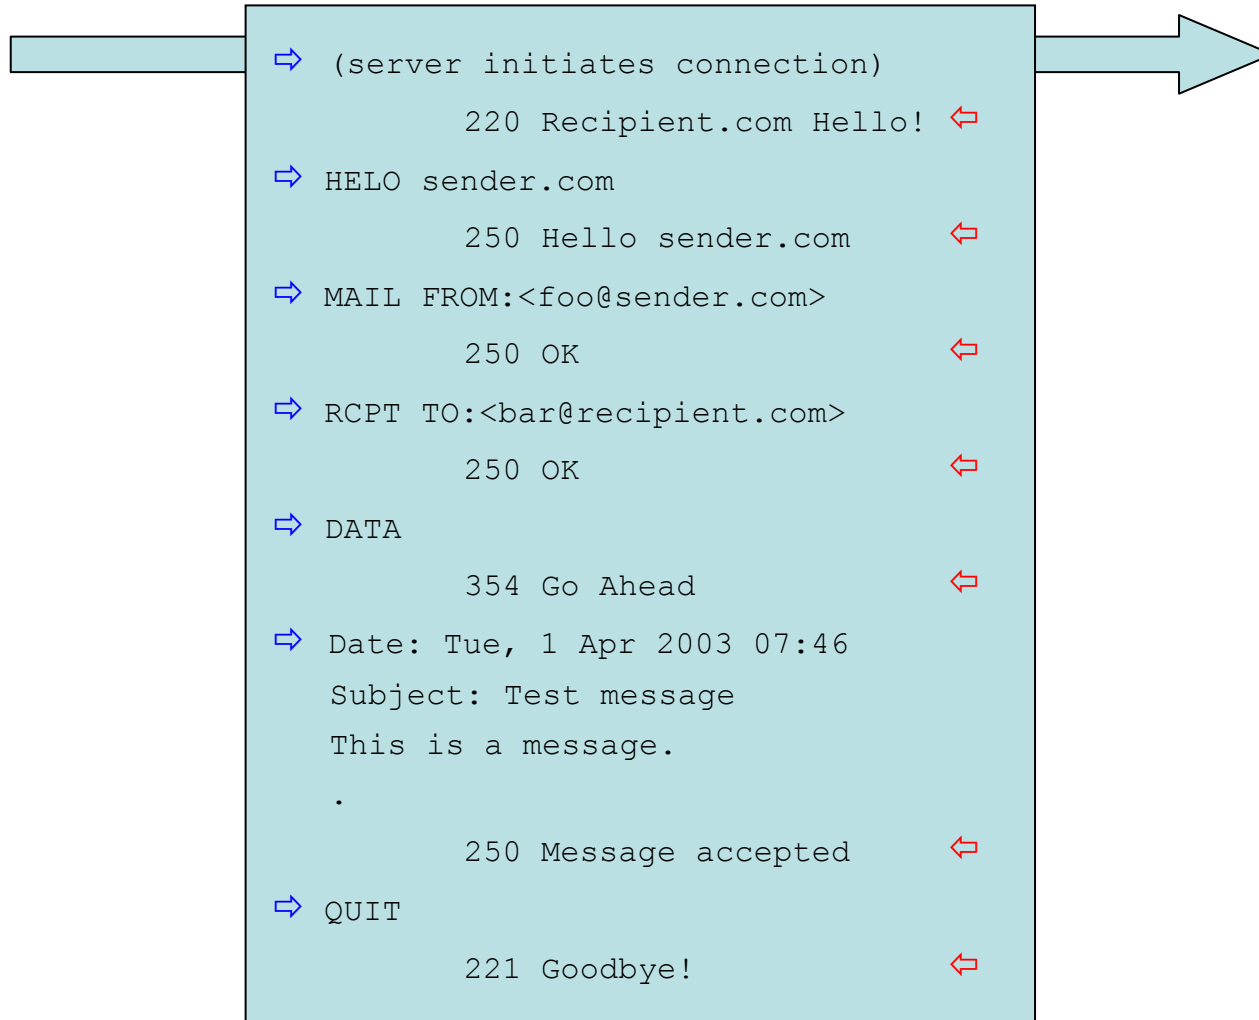 (server initiates connection)
220 Recipient.com Hello!
HELO sender.com
250 Hello sender.com
MAIL FROM:<foo@sender.com>
250 OK
RCPT TO:<bar@recipient.com>
250 OK
DATA
354 Go Ahead
Date: Tue, 1 Apr 2003 07:46
Subject: Test message
This is a message.
.
250 Message accepted
QUIT
221 Goodbye!